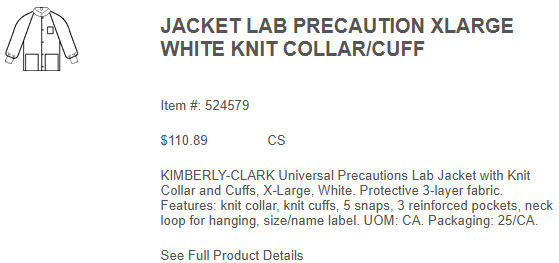 JACKET LAB PRECAUTION XLARGE
WHITE KNIT COLLAR/CUFF
Item #: 524579
$110.89 CS
KIMBERLY-CLARK Universal Precautions Lab Jacket with Knit
Collar and Cuffs, X-Large, White. Protective 3-layer fabric.
Features: knit collar, knit cuffs, 5 snaps, 3 reinforced pockets, neck
loop for hanging, size/name label. UOM: CA. Packaging: 25/CA.
See Full Product Details